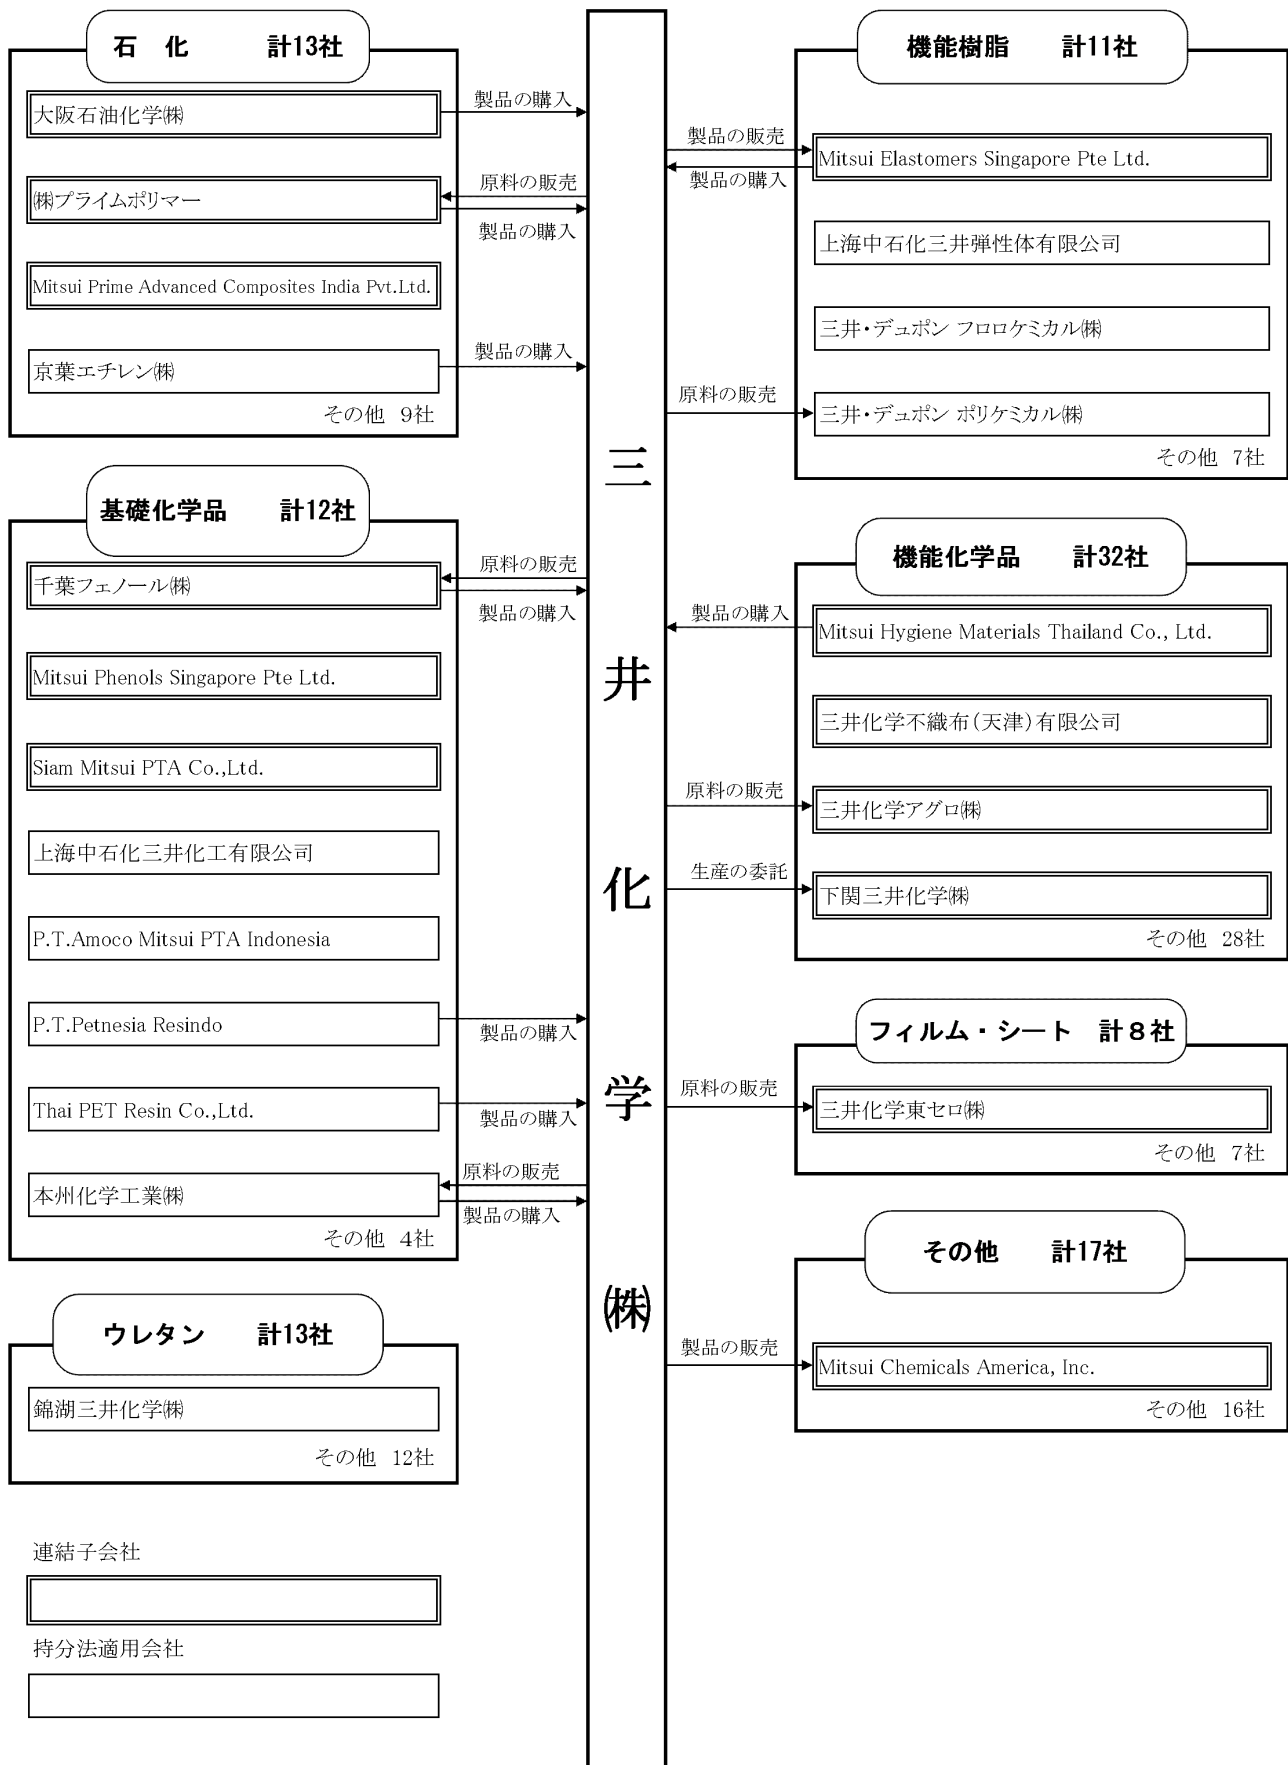 石　化　　　計13社
大阪石油化学㈱
製品の購入
㈱プライムポリマー
原料の販売
製品の購入
Mitsui Prime Advanced Composites India Pvt.Ltd.
京葉エチレン㈱
製品の購入
その他 9社
基礎化学品　　計12社
千葉フェノール㈱
原料の販売
製品の購入
Mitsui Phenols Singapore Pte Ltd.
Siam Mitsui PTA Co.,Ltd.
上海中石化三井化工有限公司
P.T.Amoco Mitsui PTA Indonesia
P.T.Petnesia Resindo
製品の購入
Thai PET Resin Co.,Ltd.
製品の購入
本州化学工業㈱
原料の販売
製品の購入
その他 4社
ウレタン　　計13社
錦湖三井化学㈱
その他 12社
連結子会社
持分法適用会社
三井化学㈱
機能樹脂　　計11社
製品の販売
製品の購入
Mitsui Elastomers Singapore Pte Ltd.
上海中石化三井弾性体有限公司
三井・デュポン フロロケミカル㈱
原料の販売
三井・デュポン ポリケミカル㈱
その他 7社
機能化学品　　計32社
製品の購入
Mitsui Hygiene Materials Thailand Co., Ltd.
三井化学不織布(天津)有限公司
原料の販売
三井化学アグロ㈱
生産の委託
下関三井化学㈱
その他 28社
フィルム・シート　計８社
原料の販売
三井化学東セロ㈱
その他 7社
その他　　計17社
製品の販売
Mitsui Chemicals America, Inc.
その他 16社